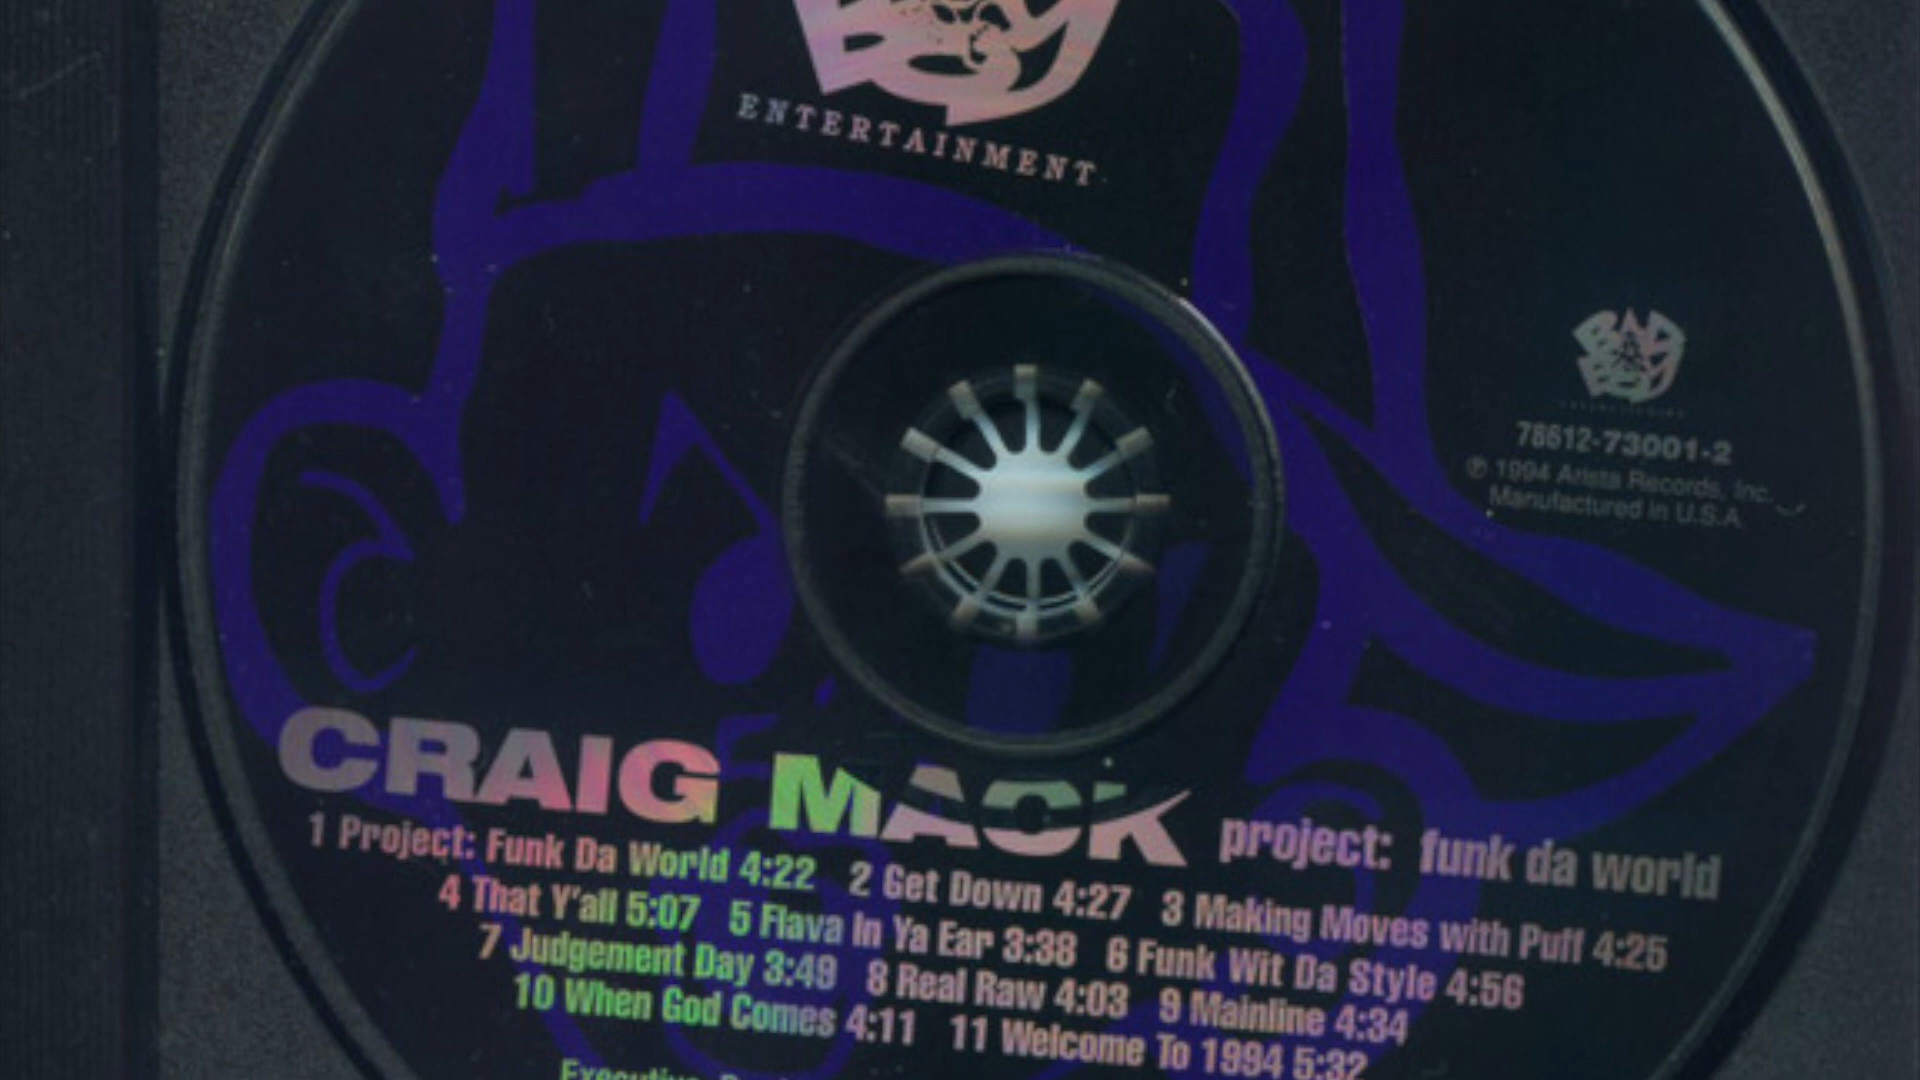 ENTERTAINMENT
BAD BOY
78612-73001-2
℗ 1994 Arista Records, Inc.
Manufactured in U.S.A.
CRAIG MACK project: funk da world
1 Project: Funk Da World 4:22 2 Get Down 4:27 3 Making Moves with Puff 4:25
4 That Y'all 5:07 5 Flava In Ya Ear 3:38 6 Funk Wit Da Style 4:56
7 Judgement Day 3:49 8 Real Raw 4:03 9 Mainline 4:34
10 When God Comes 4:11 11 Welcome To 1994 5:32